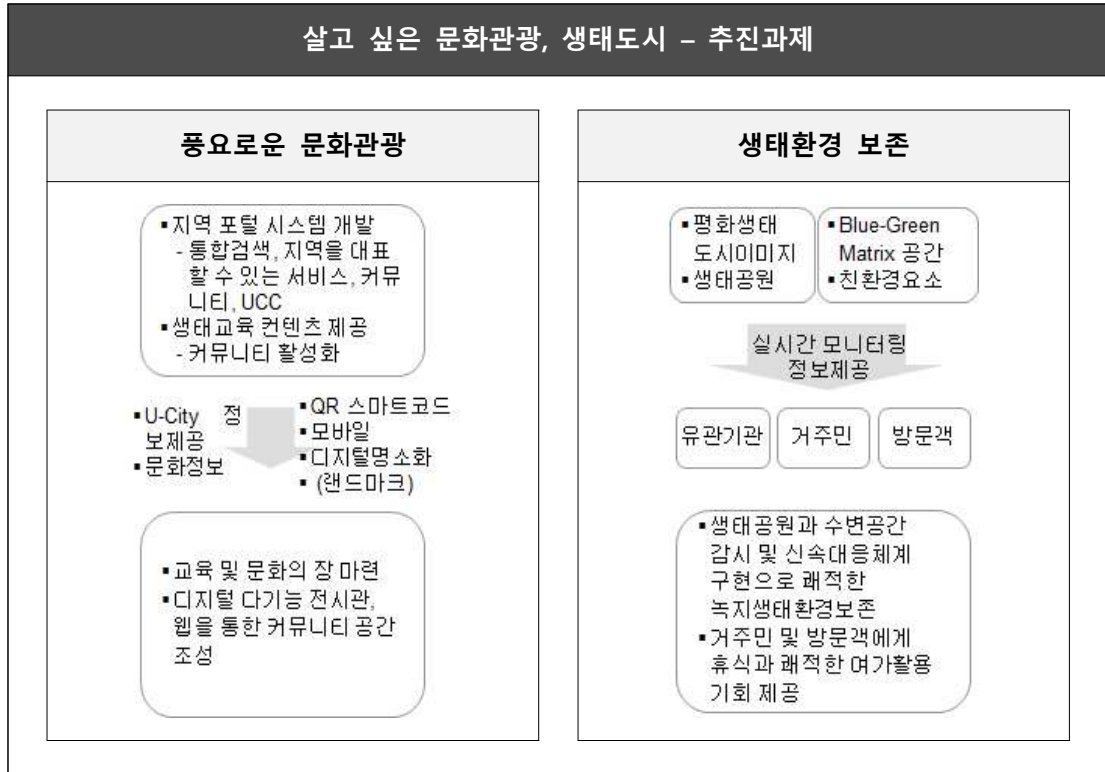 살고 싶은 문화관광, 생태도시 – 추진과제
풍요로운 문화관광
▪지역 포털 시스템 개발
- 통합검색, 지역을 대표
할 수 있는 서비스, 커뮤
니티, UCC
▪생태교육 컨텐츠 제공
- 커뮤니티 활성화
▪U-City 정
보제공
▪문화정보
▪QR 스마트코드
▪모바일
▪디지털명소화
▪ (랜드마크)
▪교육 및 문화의 장 마련
▪디지털 다기능 전시관,
웹을 통한 커뮤니티 공간
조성
생태환경 보존
▪평화생태
도시이미지
▪생태공원
▪Blue-Green
Matrix 공간
▪친환경요소
실시간 모니터링
정보제공
유관기관
거주민
방문객
▪생태공원과 수변공간
감시 및 신속대응체계
구현으로 쾌적한
녹지생태환경보존
▪거주민 및 방문객에게
휴식과 쾌적한 여가활용
기회 제공